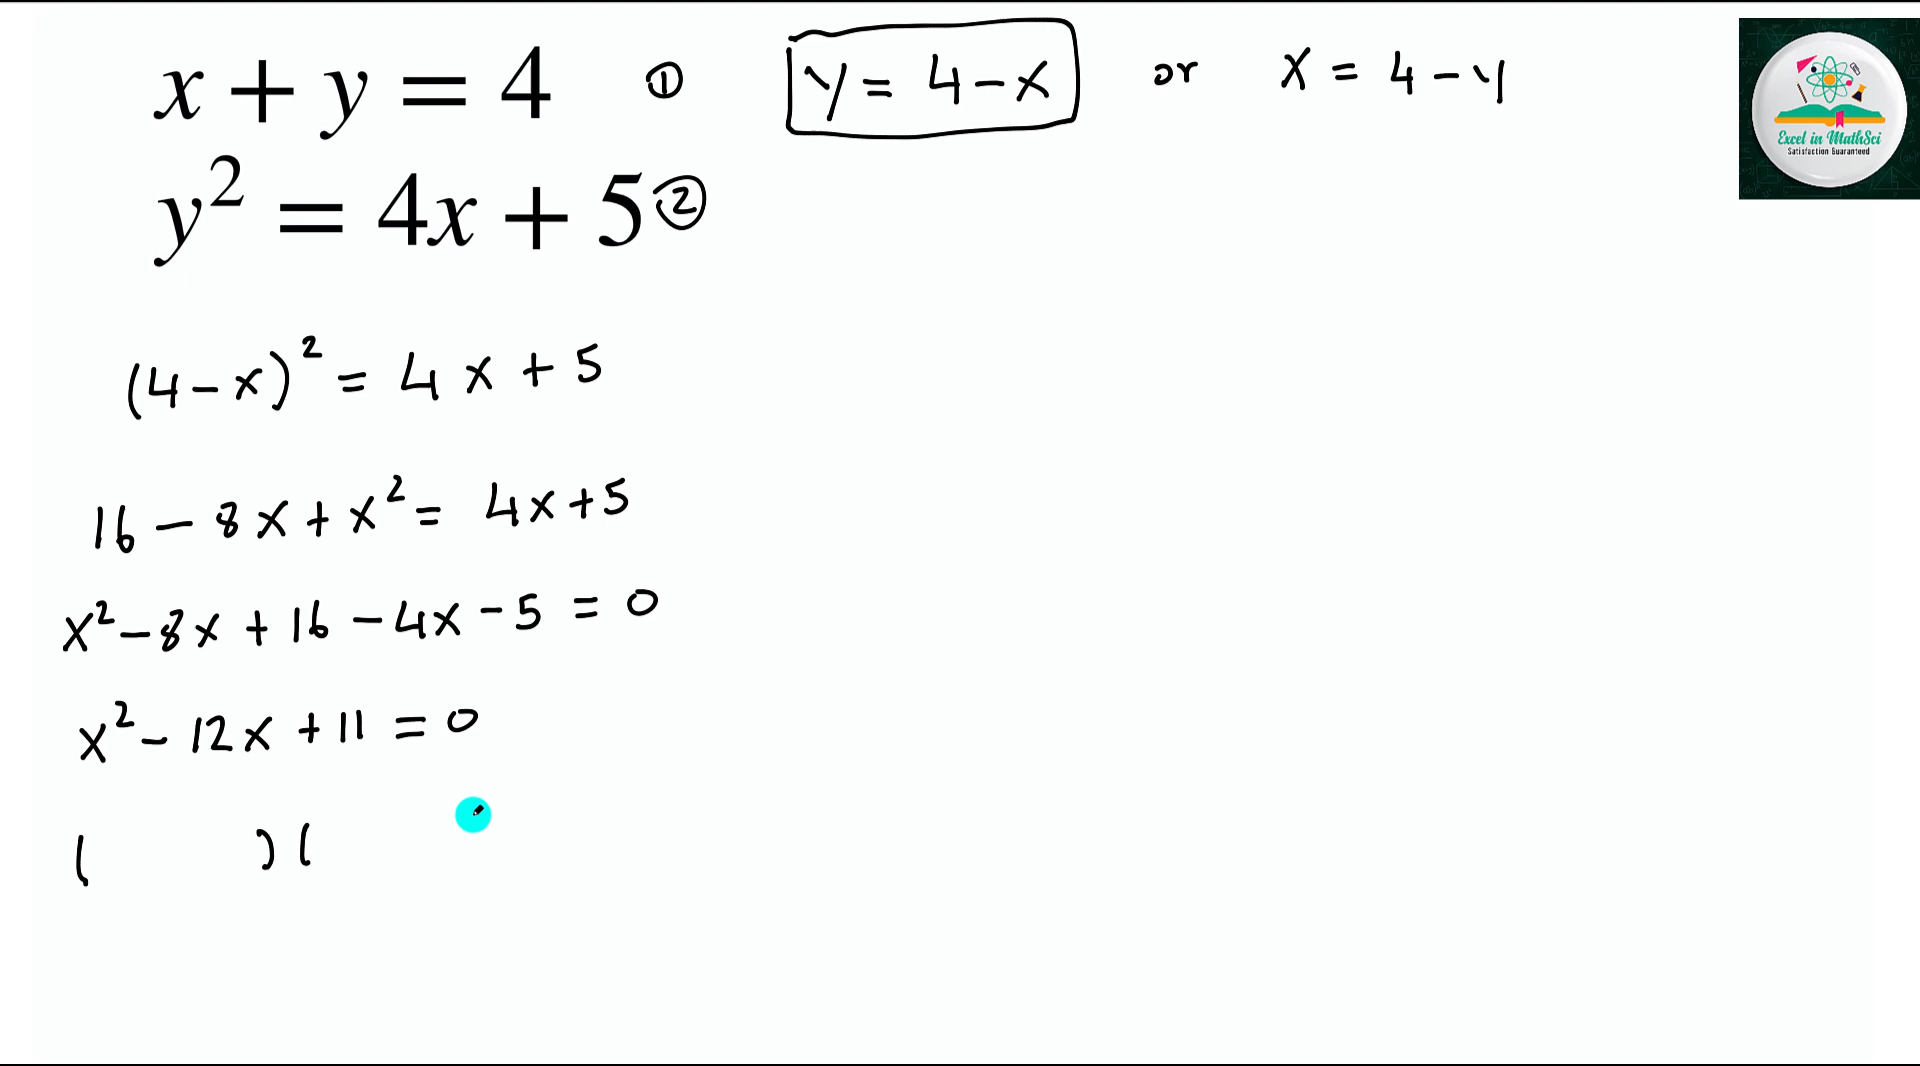 x + y = 4 ① y = 4 - x or x = 4 - y
y² = 4x + 5 ②
Excel in MathSci
Satisfaction Guaranteed
(4 - x)² = 4x + 5
16 - 8x + x² = 4x + 5
x² - 8x + 16 - 4x - 5 = 0
x² - 12x + 11 = 0
( ) (